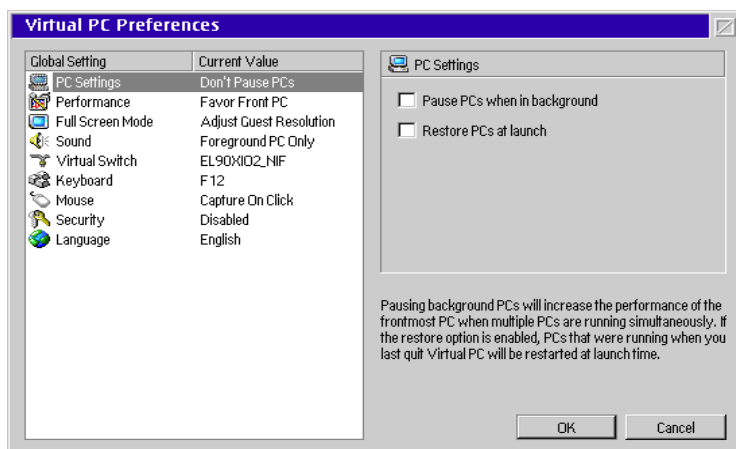 Virtual PC Preferences
Global Setting Current Value
PC Settings Don't Pause PCs
Performance Favor Front PC
Full Screen Mode Adjust Guest Resolution
Sound Foreground PC Only
Virtual Switch EL90XIO2_NIF
Keyboard F12
Mouse Capture On Click
Security Disabled
Language English
PC Settings
Pause PCs when in background
Restore PCs at launch
Pausing background PCs will increase the performance of the
frontmost PC when multiple PCs are running simultaneously. If
the restore option is enabled, PCs that were running when you
last quit Virtual PC will be restarted at launch time.
OK Cancel